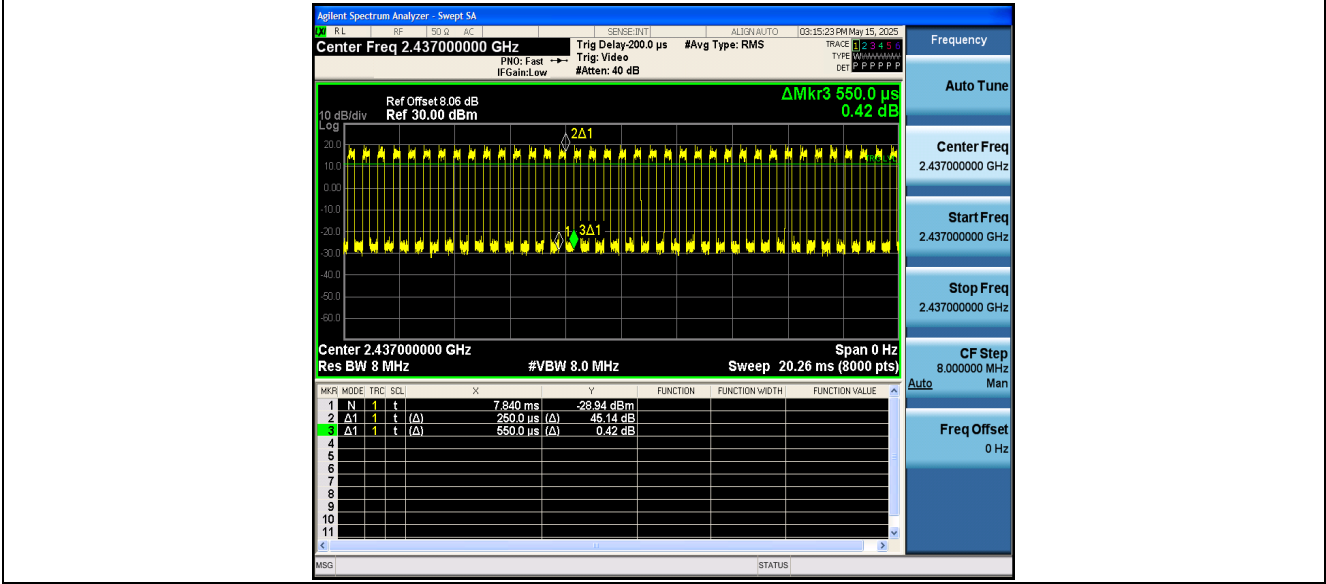 Agilent Spectrum Analyzer - Swept SA
RL RF 50 Ω AC SENSE:INT ALIGN AUTO 03:15:23 PM May 15, 2025
Center Freq 2.437000000 GHz
PNO: Fast
IFGain:Low
Trig Delay-200.0 µs
Trig: Video
#Atten: 40 dB
#Avg Type: RMS
TRACE 1 2 3 4 5 6
TYPE
DET P P P P P P
ΔMkr3 550.0 µs
0.42 dB
Ref Offset 8.06 dB
10 dB/div Ref 30.00 dBm
Log
20.0
10.0
0.00
-10.0
-20.0
-30.0
-40.0
-50.0
-60.0
2Δ1
1
3Δ1
Center 2.437000000 GHz Span 0 Hz
Res BW 8 MHz #VBW 8.0 MHz Sweep 20.26 ms (8000 pts)
MKR MODE TRC SCL X Y FUNCTION FUNCTION WIDTH FUNCTION VALUE
1 N 1 t 7.840 ms -28.94 dBm
2 Δ1 1 t (Δ) 250.0 µs (Δ) 45.14 dB
3 Δ1 1 t (Δ) 550.0 µs (Δ) 0.42 dB
4
5
6
7
8
9
10
11
MSG STATUS
Frequency
Auto Tune
Center Freq
2.437000000 GHz
Start Freq
2.437000000 GHz
Stop Freq
2.437000000 GHz
CF Step
8.000000 MHz
Auto Man
Freq Offset
0 Hz